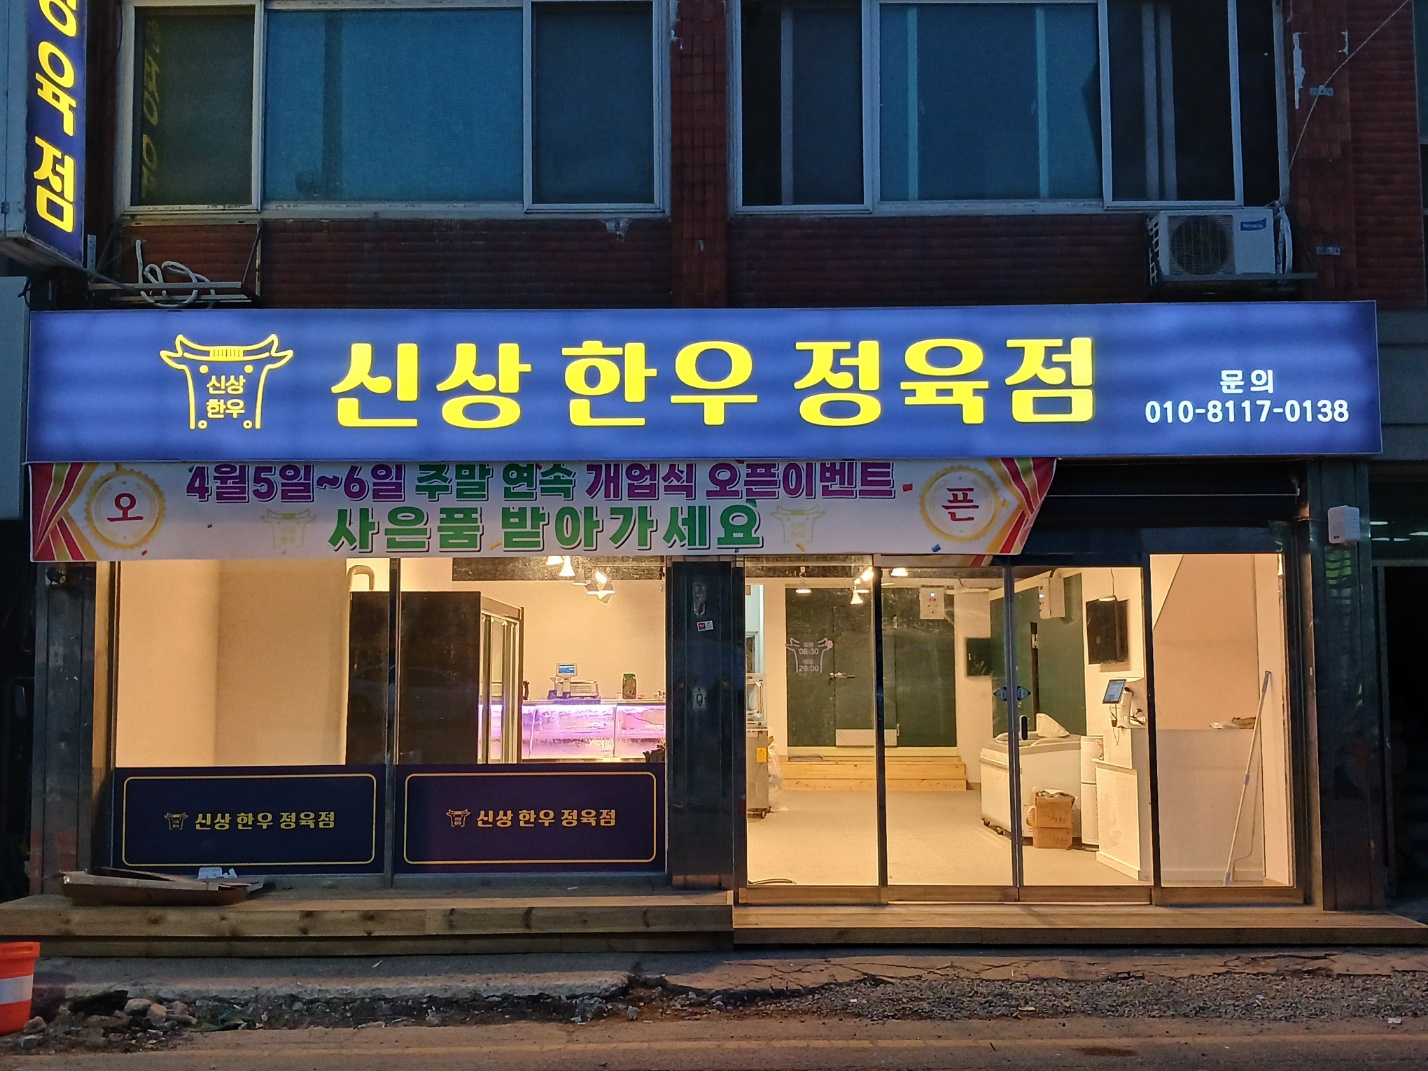 정육점
신상
한우
신상 한우 정육점
문의
010-8117-0138
오
4월5일~6일 주말 연속 개업식 오픈이벤트
사은품 받아가세요
픈
08:30
신상 한우 정육점
신상 한우 정육점